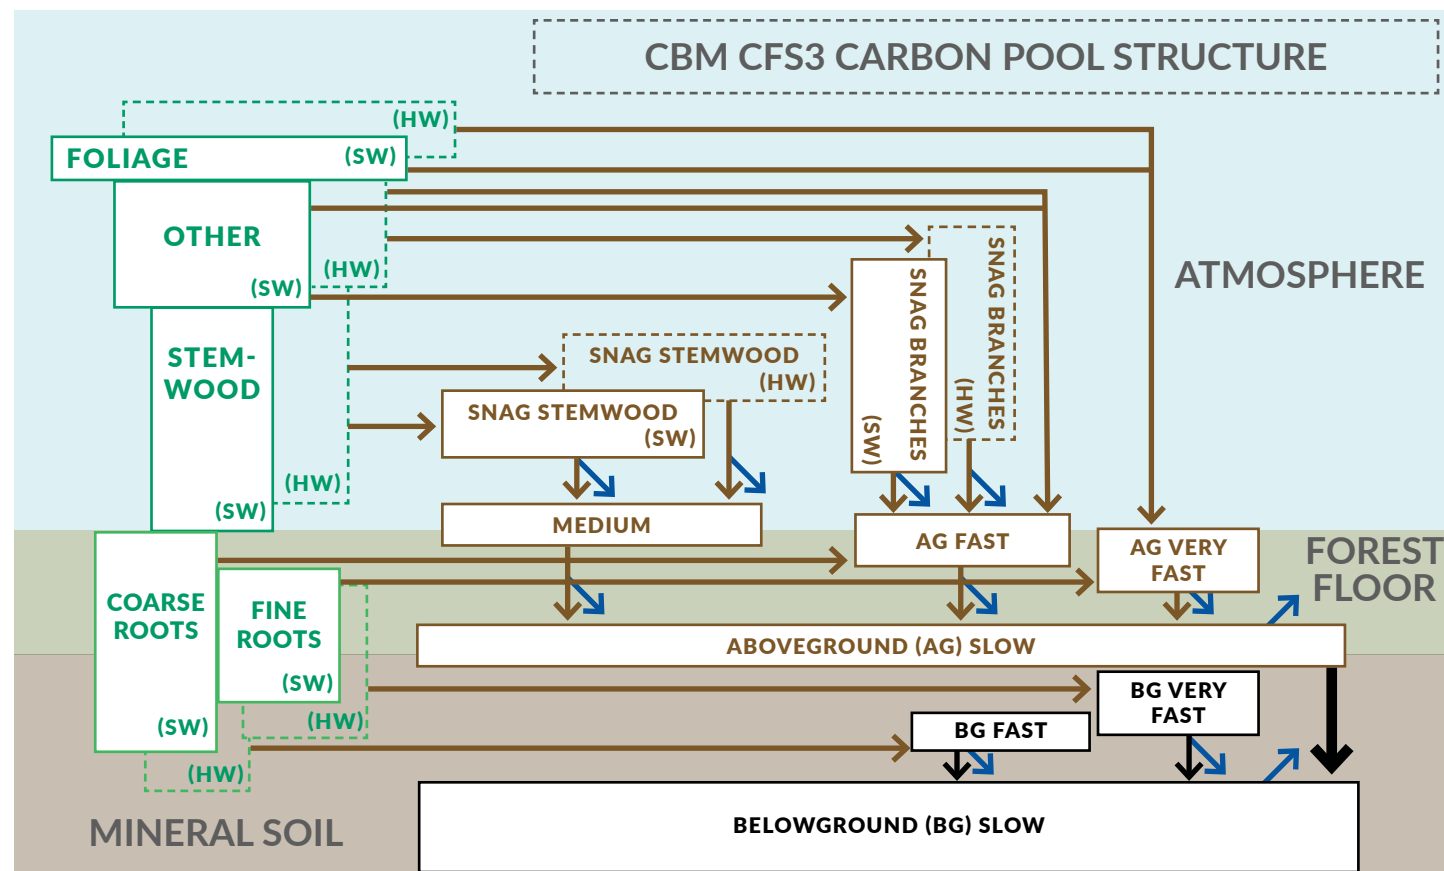 CBM CFS3 CARBON POOL STRUCTURE
(HW)
FOLIAGE (SW)
OTHER
(HW)
(SW)
STEM-
WOOD
(HW)
(SW)
ATMOSPHERE
SNAG BRANCHES
(HW)
SNAG BRANCHES
(SW)
SNAG STEMWOOD
(HW)
SNAG STEMWOOD
(SW)
MEDIUM
AG FAST
AG VERY
FAST
FOREST
FLOOR
COARSE
ROOTS
(SW)
(HW)
FINE
ROOTS
(SW)
(HW)
ABOVEGROUND (AG) SLOW
BG VERY
FAST
BG FAST
BELOWGROUND (BG) SLOW
MINERAL SOIL